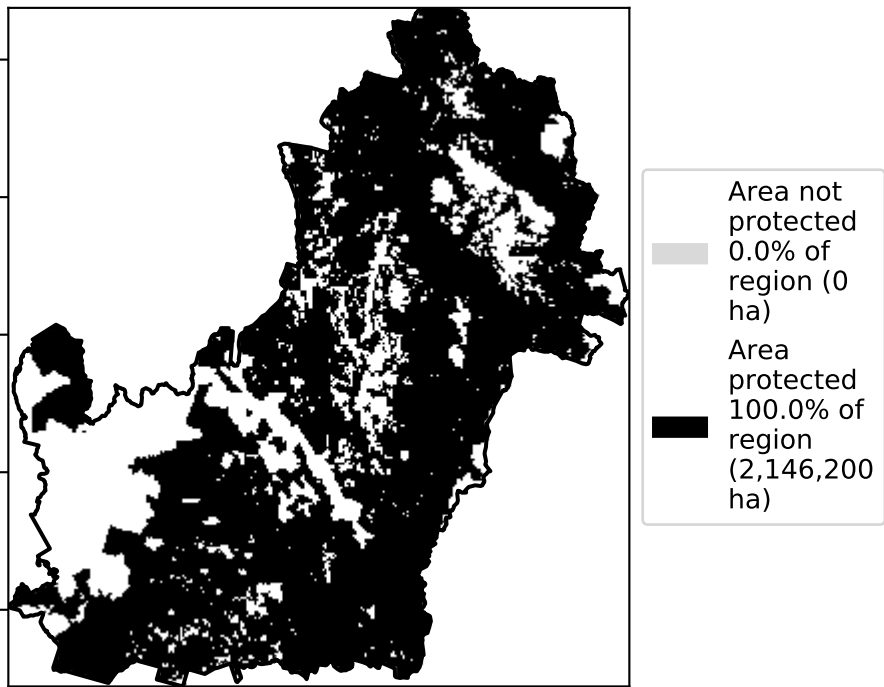 Area not
protected
0.0% of
region (0
ha)
Area
protected
100.0% of
region
(2,146,200
ha)